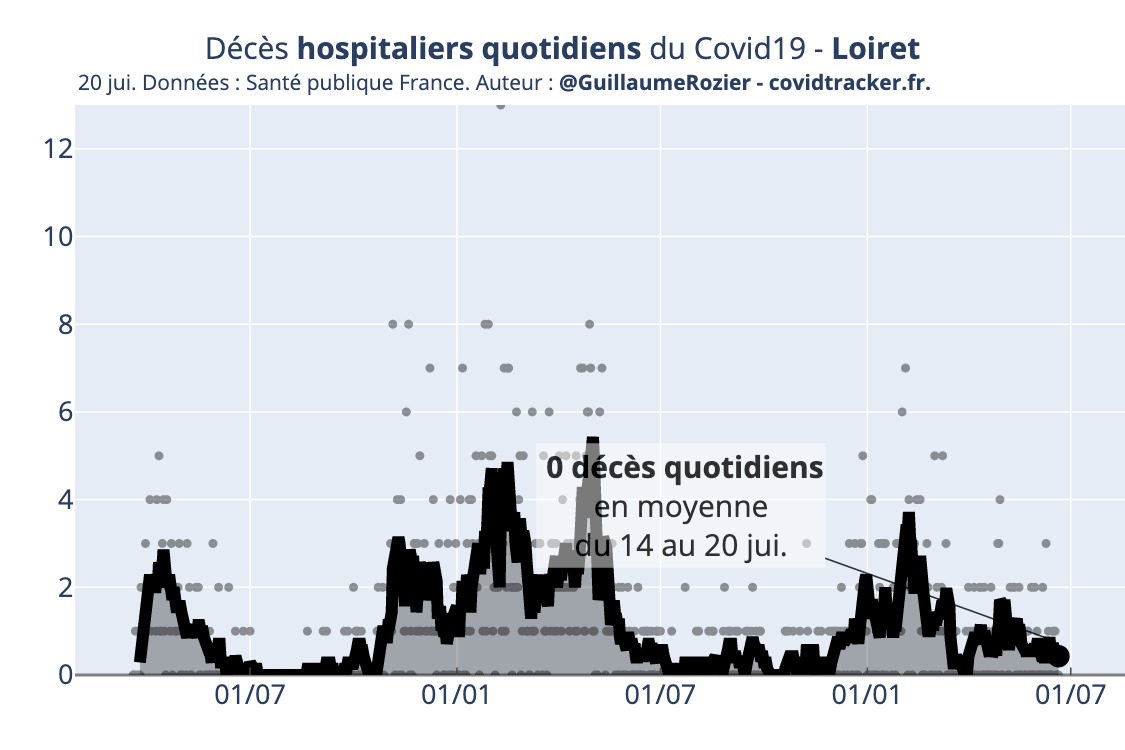 Décès hospitaliers quotidiens du Covid19 - Loiret
20 jui. Données : Santé publique France. Auteur : @GuillaumeRozier - covidtracker.fr.
12
10
8
6
4
2
0
0 décès quotidiens
en moyenne
du 14 au 20 jui.
01/07 01/01 01/07 01/01 01/07